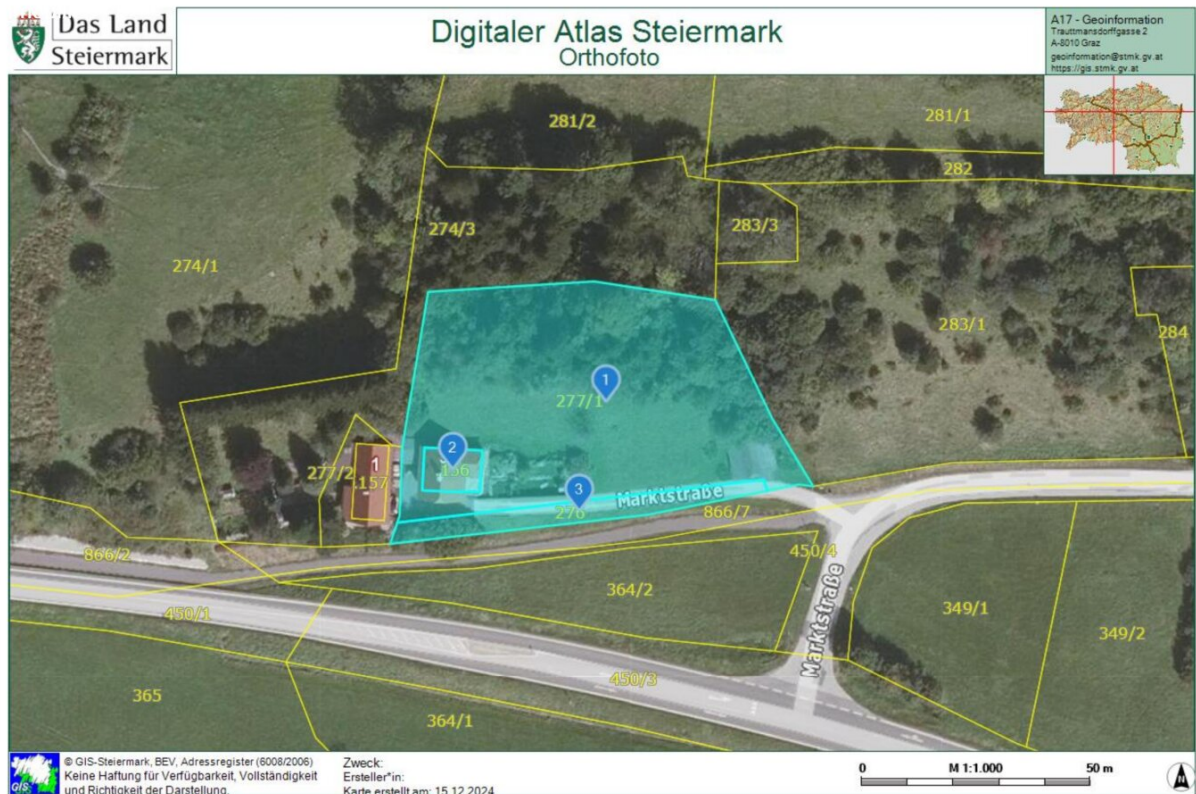 Das Land
Steiermark
Digitaler Atlas Steiermark
Orthofoto
A17 - Geoinformation
Trauttmansdorffgasse 2
A-8010 Graz
geoinformation@stmk.gv.at
https://gis.stmk.gv.at
281/2
281/1
282
274/3
283/3
274/1
283/1
284
1
277/1
2
277/2
1
.157
.156
3
Marktstraße
276
866/7
866/2
450/4
364/2
Marktstraße
349/1
349/2
450/1
450/3
365
364/1
GIS
© GIS-Steiermark, BEV, Adressregister (6008/2006)
Keine Haftung für Verfügbarkeit, Vollständigkeit
und Richtigkeit der Darstellung.
Zweck:
Ersteller*in:
Karte erstellt am: 15.12.2024
0 M 1:1.000 50 m
N